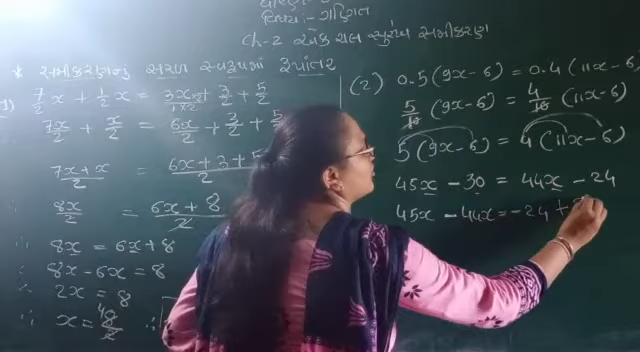 વિષય:- ગણિત
Ch-2 એક ચલ સુરેખ સમીકરણ
* સમીકરણનું સરળ સ્વરૂપમાં રૂપાંતર
7/2 x + 1/2 x = 3x + 3/2 + 5/2
7x/2 + x/2 = 6x/2 + 3/2 +
7x+x/2 = 6x+3+5/2
8x/2 = 6x+8/2
∴ 8x = 6x+8
∴ 8x-6x = 8
∴ 2x = 8
∴ x = 8/2 4 ∴
(2) 0.5(9x-6) = 0.4(11x-6)
5/10 (9x-6) = 4/10 (11x-6)
5(9x-6) = 4(11x-6)
45x - 30 = 44x - 24
45x - 44x = -24 +